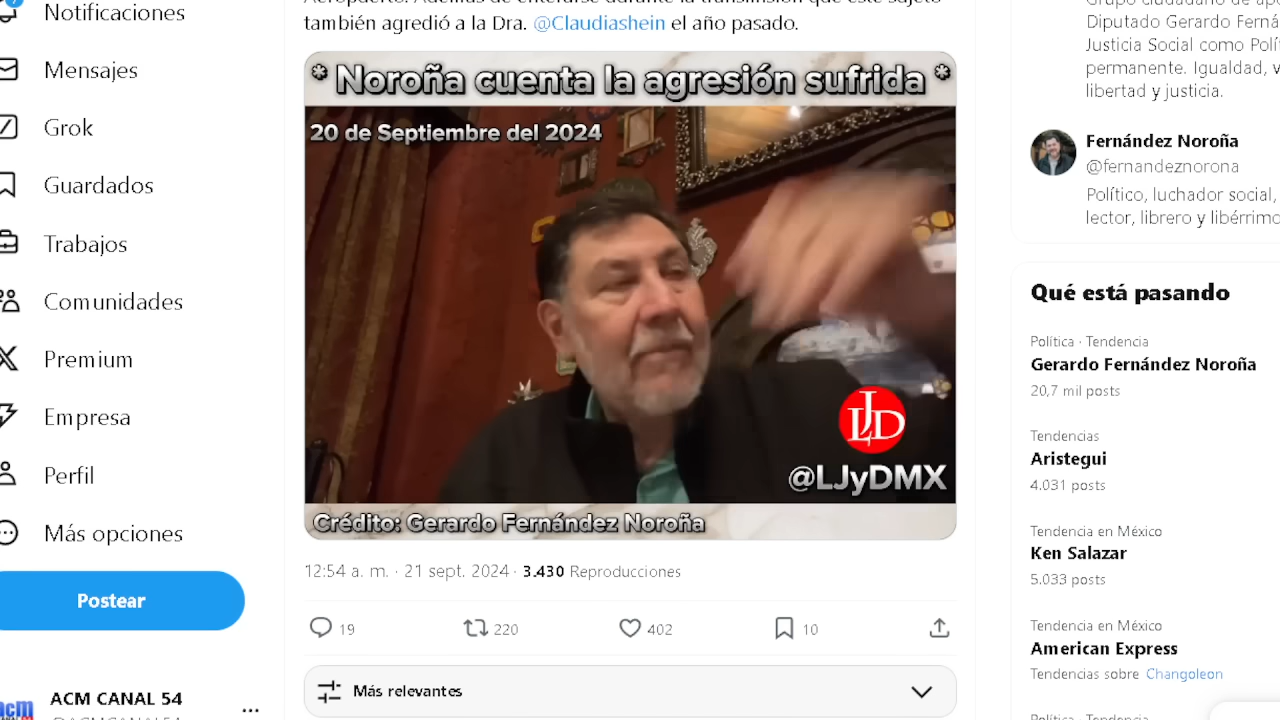 Notificaciones
Mensajes
Grok
Guardados
Trabajos
Comunidades
Premium
Empresa
Perfil
Más opciones
Postear
ACM CANAL 54
también agredió a la Dra. @Claudiashein el año pasado.
* Noroña cuenta la agresión sufrida *
20 de Septiembre del 2024
LJD
@LJyDMX
Crédito: Gerardo Fernández Noroña
12:54 a. m. · 21 sept. 2024 · 3.430 Reproducciones
19
220
402
10
Más relevantes
Diputado Gerardo Ferná
Justicia Social como Polí
permanente. Igualdad, v
libertad y justicia.
Fernández Noroña
@fernandeznorona
Político, luchador social,
lector, librero y libérrimo
Qué está pasando
Política · Tendencia
Gerardo Fernández Noroña
20,7 mil posts
Tendencias
Aristegui
4.031 posts
Tendencia en México
Ken Salazar
5.033 posts
Tendencia en México
American Express
Tendencias sobre Changoleon
Política · Tendencia